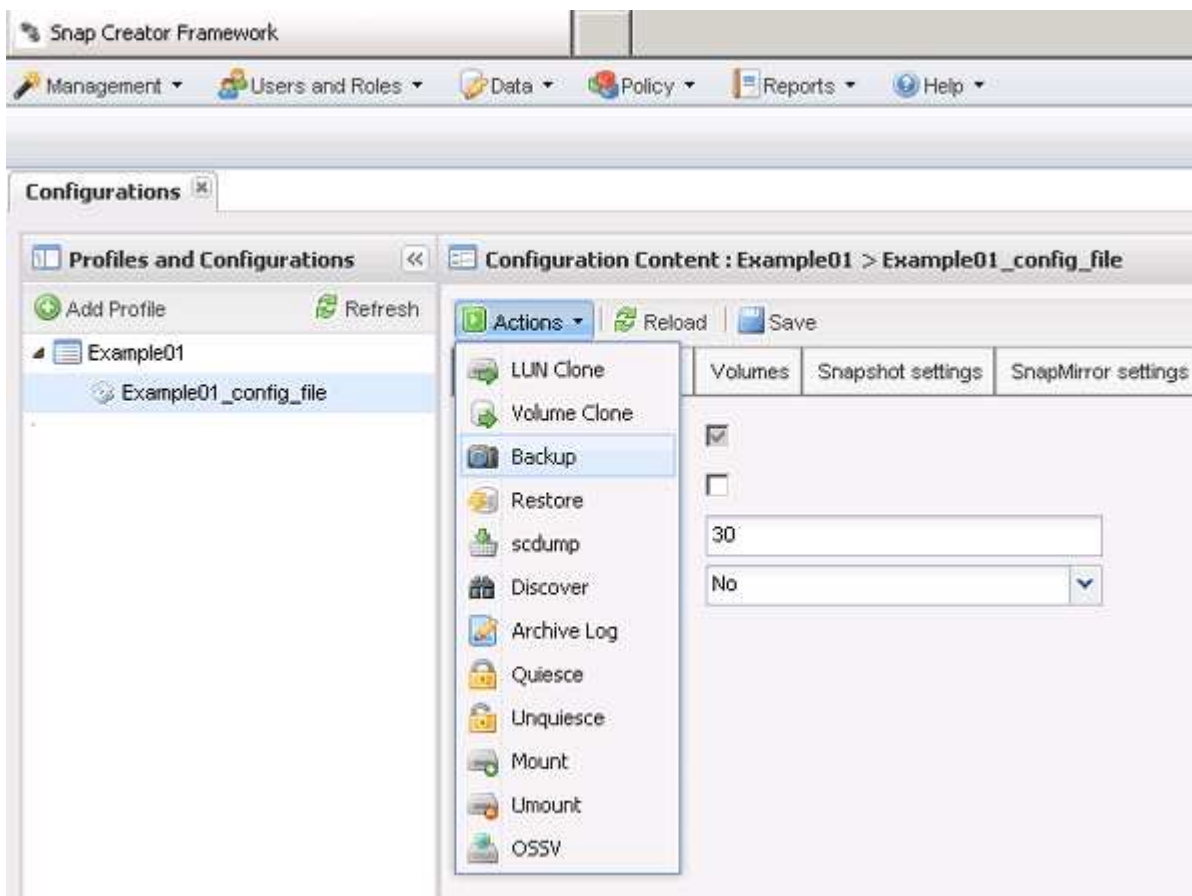 Snap Creator Framework
Management Users and Roles Data Policy Reports Help
Configurations
Profiles and Configurations
Add Profile Refresh
Example01
Example01_config_file
Configuration Content : Example01 > Example01_config_file
Actions Reload Save
Volumes Snapshot settings SnapMirror settings
LUN Clone
Volume Clone
Backup
Restore
scdump
Discover
Archive Log
Quiesce
Unquiesce
Mount
Umount
OSSV
30
No